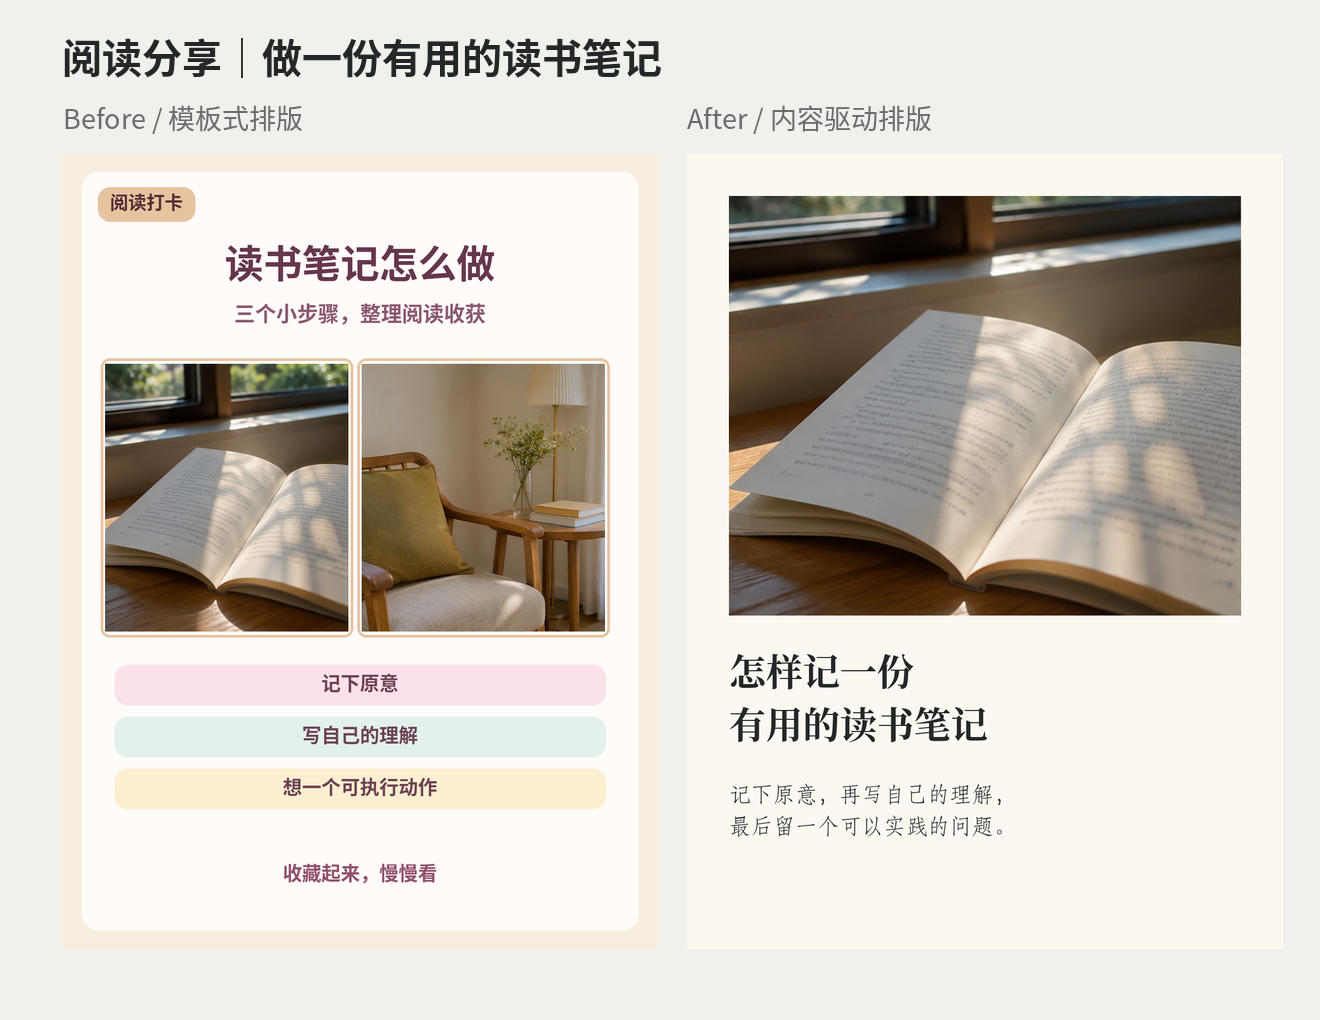 阅读分享｜做一份有用的读书笔记
Before / 模板式排版
阅读打卡
读书笔记怎么做
三个小步骤，整理阅读收获
记下原意
写自己的理解
想一个可执行动作
收藏起来，慢慢看
After / 内容驱动排版
怎样记一份
有用的读书笔记
记下原意，再写自己的理解，
最后留一个可以实践的问题。